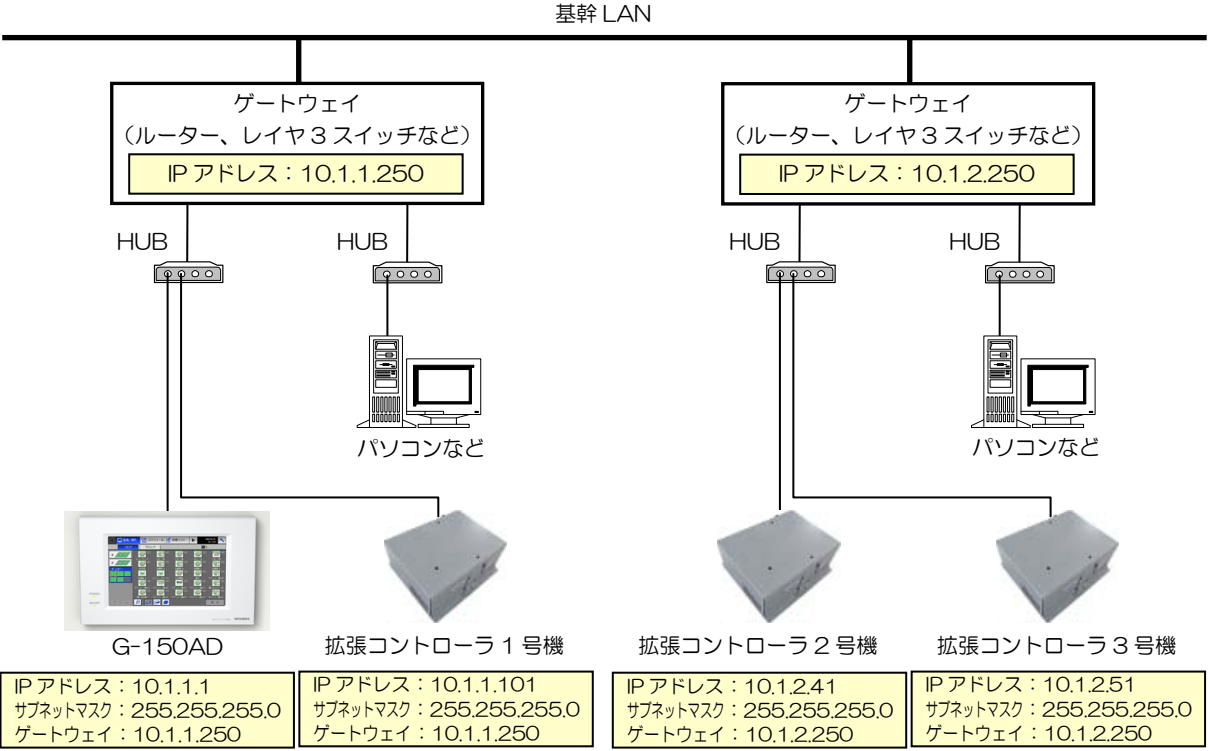 基幹 LAN
ゲートウェイ
（ルーター、レイヤ 3 スイッチなど）
IP アドレス：10.1.1.250
ゲートウェイ
（ルーター、レイヤ 3 スイッチなど）
IP アドレス：10.1.2.250
HUB
HUB
HUB
HUB
パソコンなど
パソコンなど
G-150AD
拡張コントローラ 1 号機
拡張コントローラ 2 号機
拡張コントローラ 3 号機
IP アドレス：10.1.1.1
サブネットマスク：255.255.255.0
ゲートウェイ：10.1.1.250
IP アドレス：10.1.1.101
サブネットマスク：255.255.255.0
ゲートウェイ：10.1.1.250
IP アドレス：10.1.2.41
サブネットマスク：255.255.255.0
ゲートウェイ：10.1.2.250
IP アドレス：10.1.2.51
サブネットマスク：255.255.255.0
ゲートウェイ：10.1.2.250